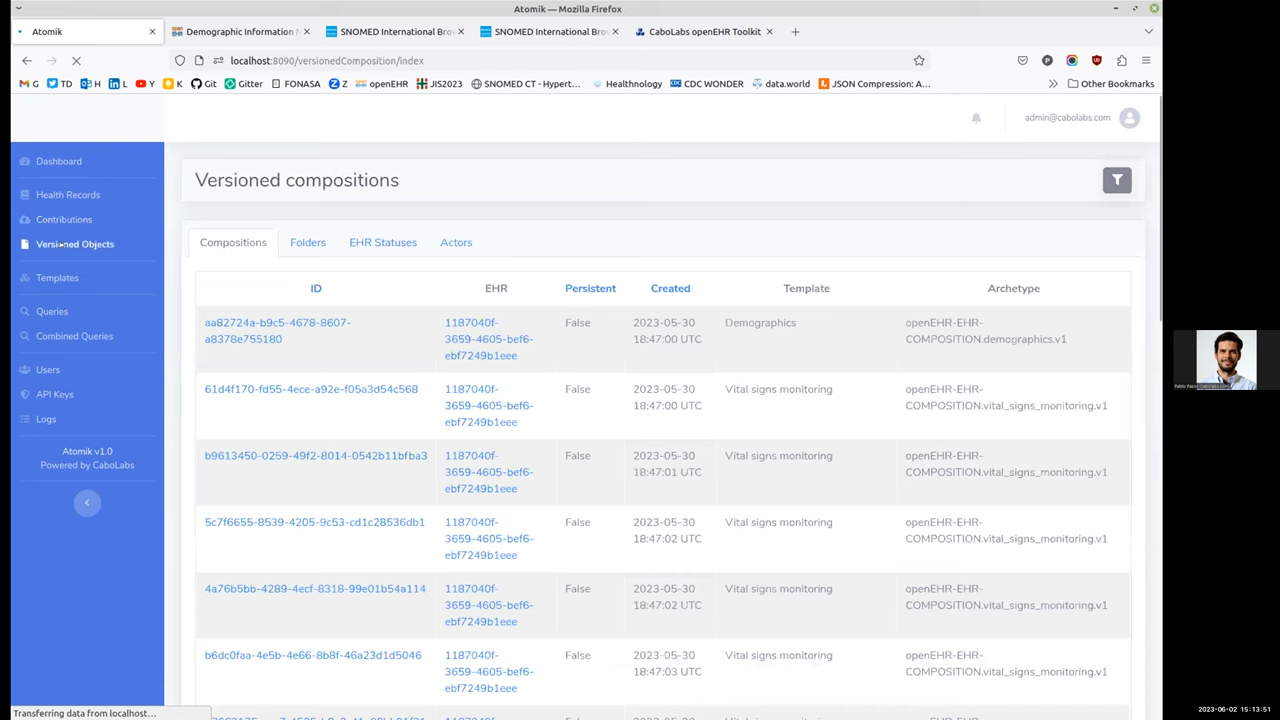 Atomik — Mozilla Firefox
Atomik
Demographic Information M
SNOMED International Brow
SNOMED International Brow
CaboLabs openEHR Toolkit
localhost:8090/versionedComposition/index
G TD H L Y K Git Gitter FONASA Z openEHR JIS2023 SNOMED CT - Hypert... Healthnology CDC WONDER data.world JSON Compression: A... Other Bookmarks
admin@cabolabs.com
Dashboard
Health Records
Contributions
Versioned Objects
Templates
Queries
Combined Queries
Users
API Keys
Logs
Atomik v1.0
Powered by CaboLabs
Versioned compositions
Compositions Folders EHR Statuses Actors
ID EHR Persistent Created Template Archetype
aa82724a-b9c5-4678-8607-
a8378e755180
1187040f-
3659-4605-bef6-
ebf7249b1eee
False
2023-05-30
18:47:00 UTC
Demographics
openEHR-EHR-
COMPOSITION.demographics.v1
61d4f170-fd55-4ece-a92e-f05a3d54c568
1187040f-
3659-4605-bef6-
ebf7249b1eee
False
2023-05-30
18:47:00 UTC
Vital signs monitoring
openEHR-EHR-
COMPOSITION.vital_signs_monitoring.v1
b9613450-0259-49f2-8014-0542b11bfba3
1187040f-
3659-4605-bef6-
ebf7249b1eee
False
2023-05-30
18:47:01 UTC
Vital signs monitoring
openEHR-EHR-
COMPOSITION.vital_signs_monitoring.v1
5c7f6655-8539-4205-9c53-cd1c28536db1
1187040f-
3659-4605-bef6-
ebf7249b1eee
False
2023-05-30
18:47:02 UTC
Vital signs monitoring
openEHR-EHR-
COMPOSITION.vital_signs_monitoring.v1
4a76b5bb-4289-4ecf-8318-99e01b54a114
1187040f-
3659-4605-bef6-
ebf7249b1eee
False
2023-05-30
18:47:02 UTC
Vital signs monitoring
openEHR-EHR-
COMPOSITION.vital_signs_monitoring.v1
b6dc0faa-4e5b-4e66-8b8f-46a23d1d5046
1187040f-
3659-4605-bef6-
ebf7249b1eee
False
2023-05-30
18:47:03 UTC
Vital signs monitoring
openEHR-EHR-
COMPOSITION.vital_signs_monitoring.v1
Transferring data from localhost...
2023-06-02 15:13:51